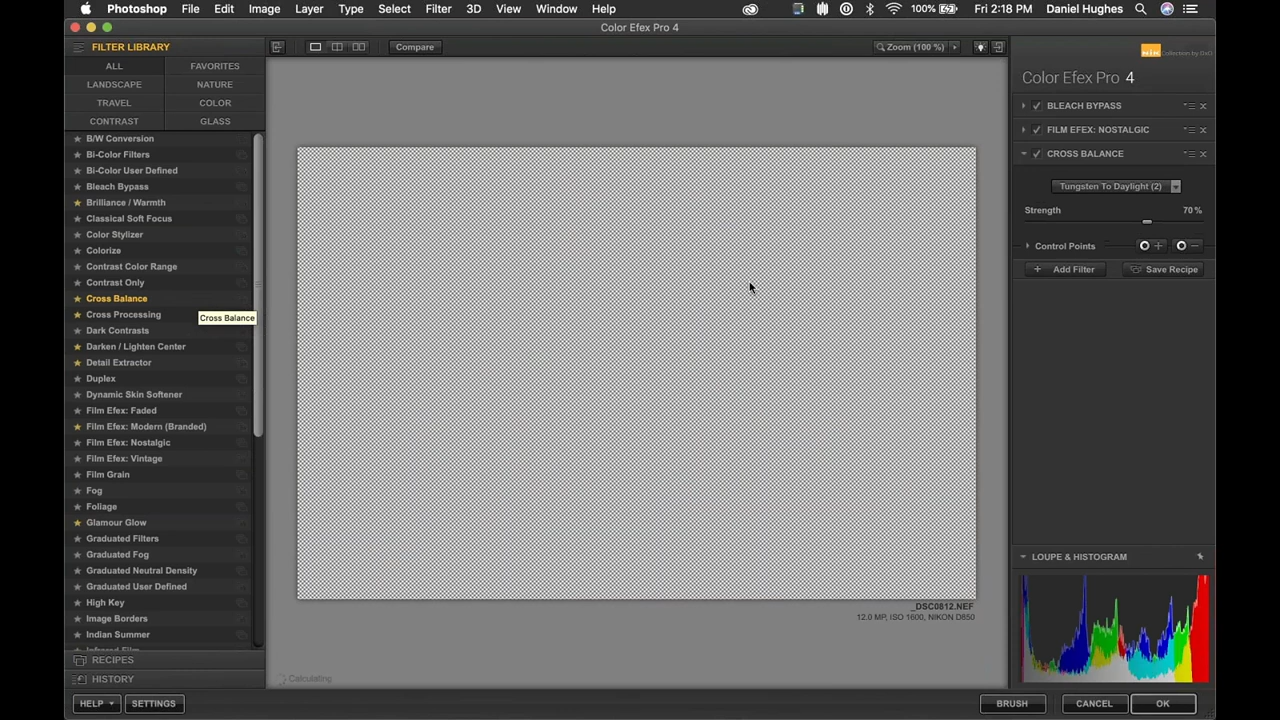 Photoshop File Edit Image Layer Type Select Filter 3D View Window Help 100% Fri 2:18 PM Daniel Hughes
Color Efex Pro 4
FILTER LIBRARY
Compare
Zoom (100 %)
Nik Collection by DxO
ALL FAVORITES
LANDSCAPE NATURE
TRAVEL COLOR
CONTRAST GLASS
Color Efex Pro 4
BLEACH BYPASS
FILM EFEX: NOSTALGIC
CROSS BALANCE
Tungsten To Daylight (2)
Strength 70%
Control Points
Add Filter Save Recipe
B/W Conversion
Bi-Color Filters
Bi-Color User Defined
Bleach Bypass
Brilliance / Warmth
Classical Soft Focus
Color Stylizer
Colorize
Contrast Color Range
Contrast Only
Cross Balance
Cross Processing
Cross Balance
Dark Contrasts
Darken / Lighten Center
Detail Extractor
Duplex
Dynamic Skin Softener
Film Efex: Faded
Film Efex: Modern (Branded)
Film Efex: Nostalgic
Film Efex: Vintage
Film Grain
Fog
Foliage
Glamour Glow
Graduated Filters
Graduated Fog
Graduated Neutral Density
Graduated User Defined
High Key
Image Borders
Indian Summer
Infrared Film
LOUPE & HISTOGRAM
_DSC0812.NEF
12.0 MP, ISO 1600, NIKON D850
RECIPES
HISTORY
Calculating
HELP SETTINGS
BRUSH CANCEL OK